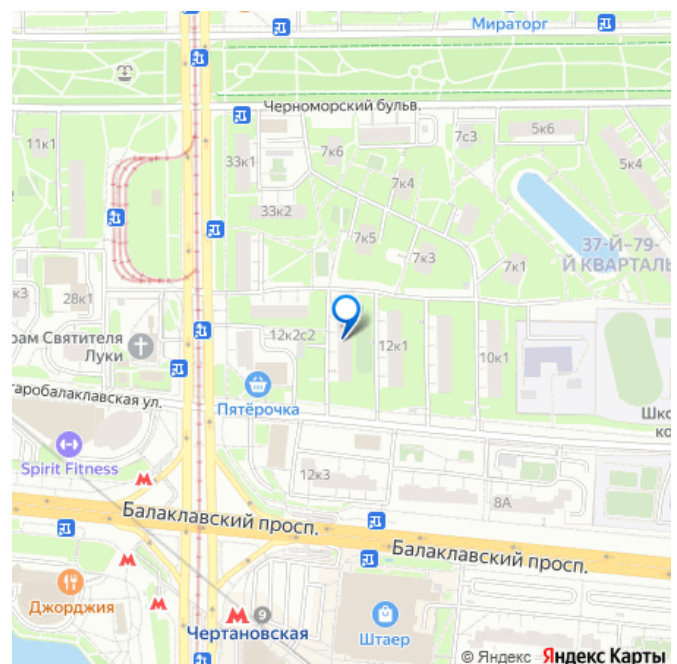 Мираторг
Черноморский бульв.
11к1
33к1
7к6
7с3
5к6
5к4
7к4
33к2
7к5
7к3
7к1
37-Й-79-
Й КВАРТАЛЬ
к3
28к1
рам Святителя
Луки
12к2с2
12к1
10к1
таробалаклавская ул.
Пятёрочка
Шко
ко
Spirit Fitness
12к3
8А
Балаклавский просп.
Балаклавский просп.
Джорджия
9
Чертановская
Штаер
© Яндекс Яндекс Карты